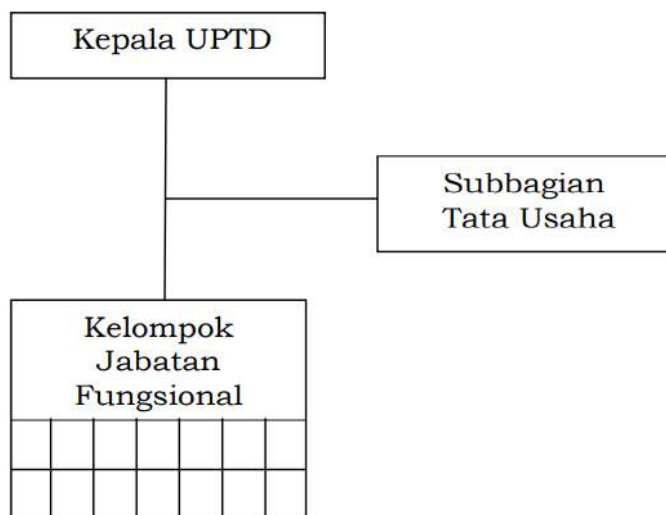 Kepala UPTD
Subbagian
Tata Usaha
Kelompok
Jabatan
Fungsional